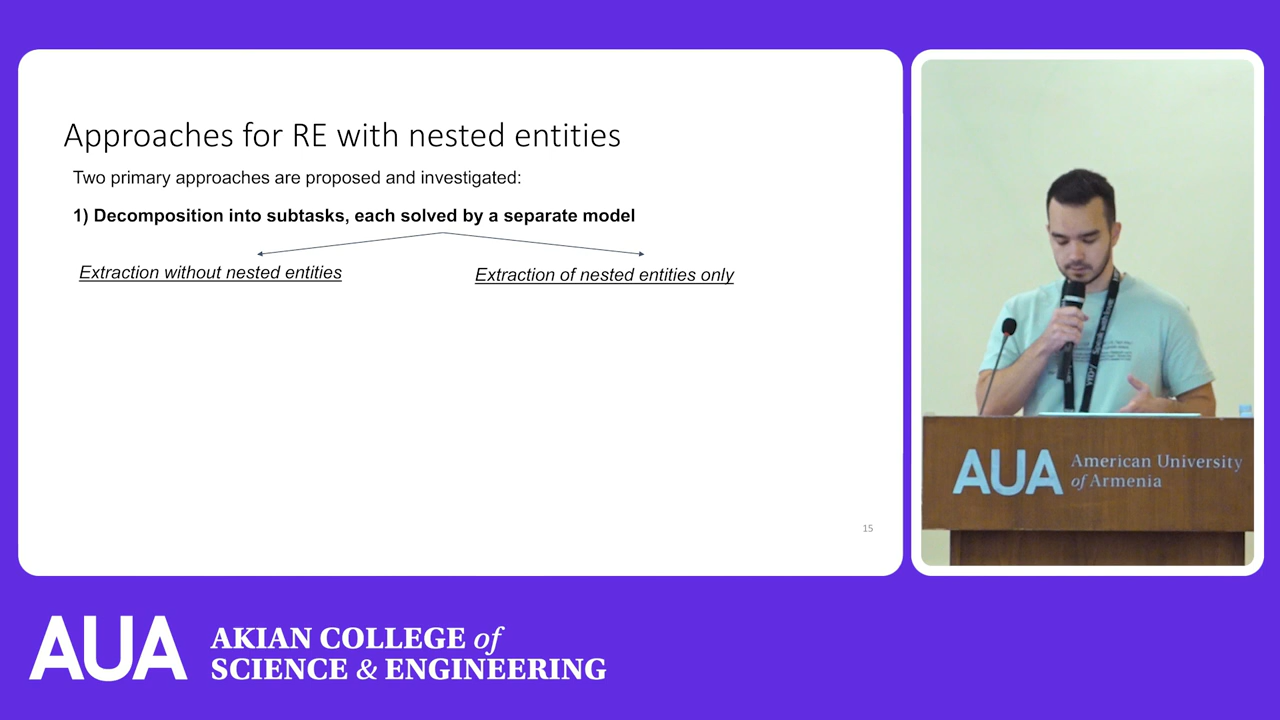 Approaches for RE with nested entities
Two primary approaches are proposed and investigated:
1) Decomposition into subtasks, each solved by a separate model
Extraction without nested entities
Extraction of nested entities only
15
AUA
American University
of Armenia
AUA
AKIAN COLLEGE of
SCIENCE & ENGINEERING